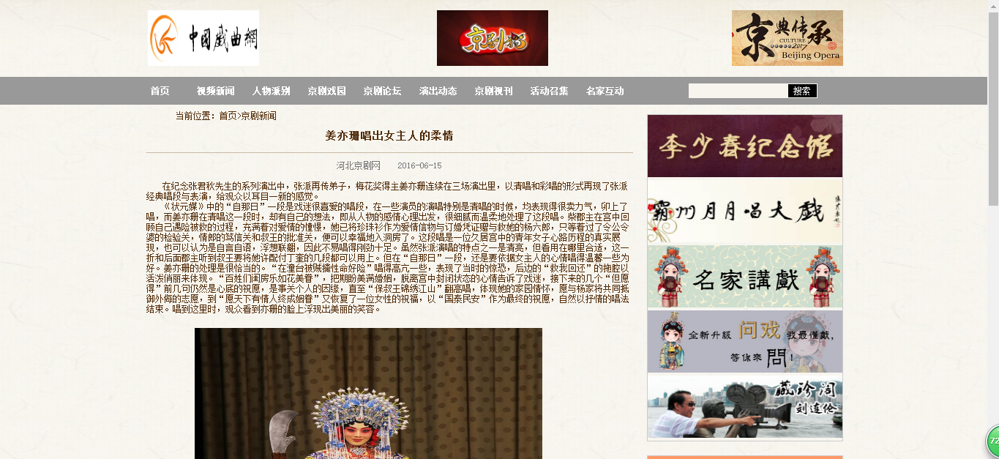 中國戲曲網
京剧猫
京典传承
CULTURE
2017
Beijing Opera
首页 视频新闻 人物派别 京剧戏园 京剧论坛 演出动态 京剧视刊 活动召集 名家互动 搜索
当前位置：首页>京剧新闻
姜亦珊唱出女主人的柔情
河北京剧网 2016-06-15
在纪念张君秋先生的系列演出中，张派再传弟子，梅花奖得主姜亦珊连续在三场演出里，以清唱和彩唱的形式再现了张派
经典唱段与表演，给观众以耳目一新的感觉。
《状元媒》中的“自那日”一段是戏迷很喜爱的唱段，在一些演员的演唱特别是清唱的时候，均表现得很卖力气，卯上了
唱，而姜亦珊在清唱这一段时，却有自己的想法，即从人物的感情心理出发，很细腻而温柔地处理了这段唱。柴郡主在宫中回
顾自己遇险被救的过程，充满着对爱情的憧憬，她已将珍珠衫作为爱情信物与订婚凭证赠与救她的杨六郎，只等着过了令公令
婆的检验关，情郎的笃信关和叔王的批准关，便可以幸福地入洞房了。这段唱是一位久居宫中的青年女子心路历程的真实展
现，也可以认为是自言自语，浮想联翩，因此不易唱得刚劲十足。虽然张派演唱的特点之一是清亮，但看用在哪里合适，这一
折和后面郡主听到叔王要将她许配付丁奎的几段都可以用上。但在“自那日”一段，还是要依据女主人的心情唱得温馨一些为
好。姜亦珊的处理是很恰当的。“在潼台被贼擒性命好险”唱得高亢一些，表现了当时的惊恐，后边的“救我回还”的拖腔以
活泼俏丽来体现。“百姓们闺房乐如花美眷”，把期盼美满婚姻，脱离宫中封闭状态的心情告诉了戏迷，接下来的几个“但愿
得”前几句仍然是心底的祝愿，是事关个人的因缘，直至“保叔王锦绣江山”翻高唱，体现她的家园情怀，愿与杨家将共同抵
御外侮的志愿，到“愿天下有情人终成姻眷”又恢复了一位女性的祝福，以“国泰民安”作为最终的祝愿，自然以抒情的唱法
结束。唱到这里时，观众看到亦珊的脸上浮现出美丽的笑容。
李少春纪念馆
霸州月月唱大戏
名家講戲
全新升級 问戏 我最懂戲，
等你來問！
藏珍阁
刘连伦
72